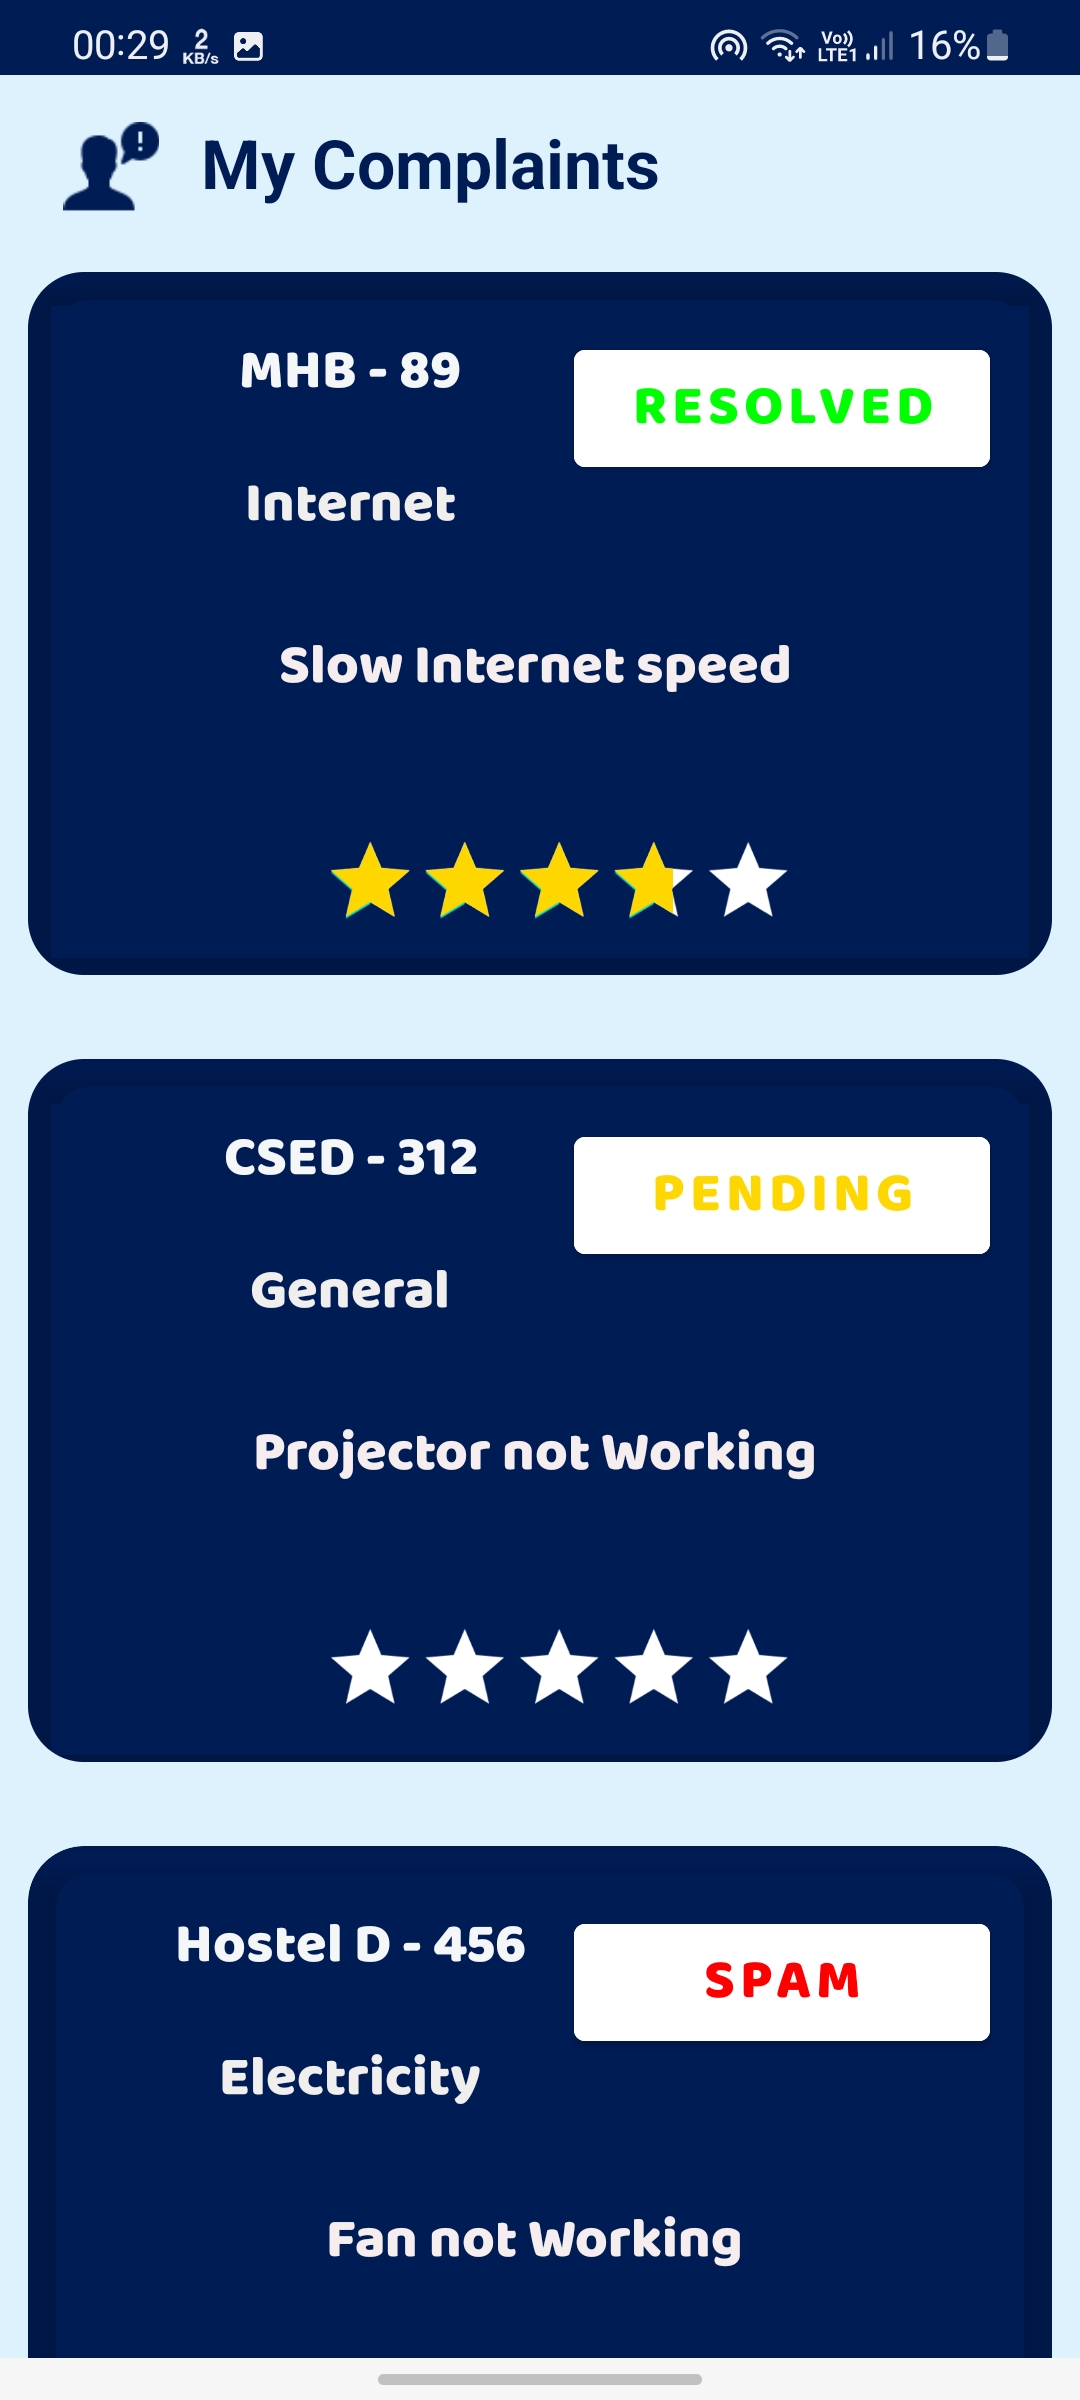 00:29 2 KB/s Vo)) LTE1 16%
My Complaints
MHB - 89
RESOLVED
Internet
Slow Internet speed
CSED - 312
PENDING
General
Projector not Working
Hostel D - 456
SPAM
Electricity
Fan not Working